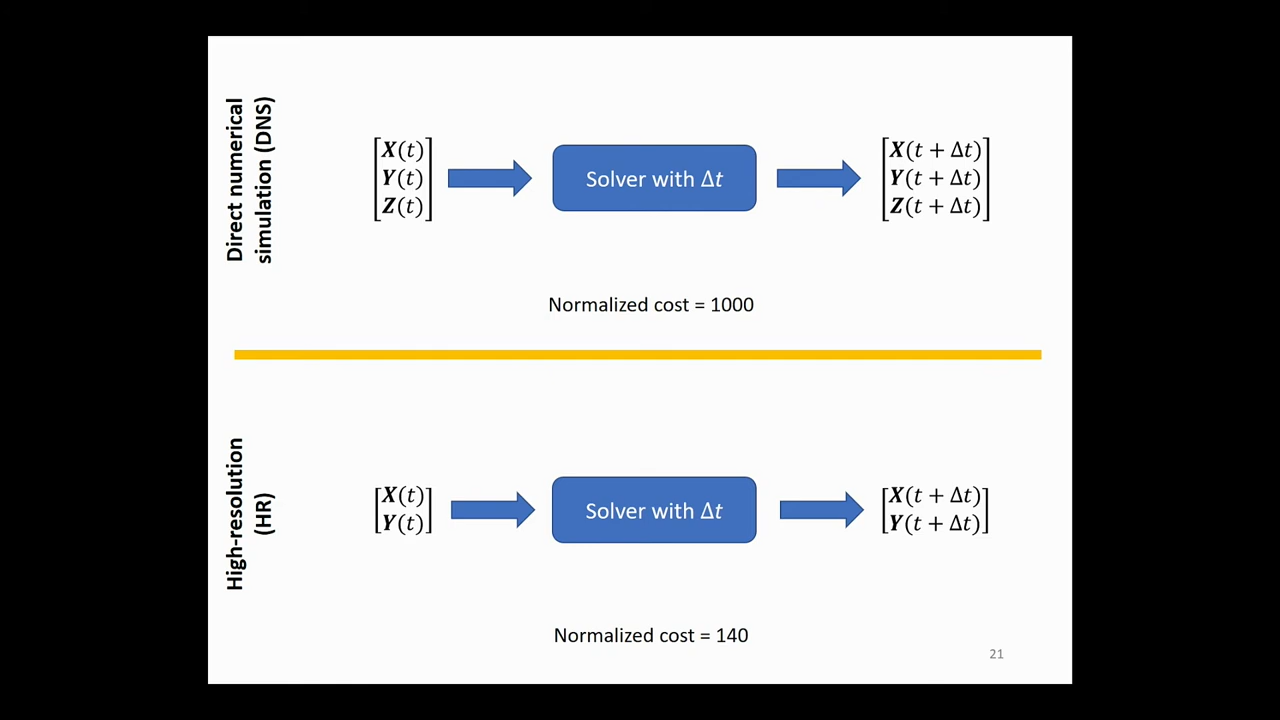 Direct numerical
simulation (DNS)
X(t)
Y(t)
Z(t)
Solver with Δt
X(t + Δt)
Y(t + Δt)
Z(t + Δt)
Normalized cost = 1000
High-resolution
(HR)
X(t)
Y(t)
Solver with Δt
X(t + Δt)
Y(t + Δt)
Normalized cost = 140
21